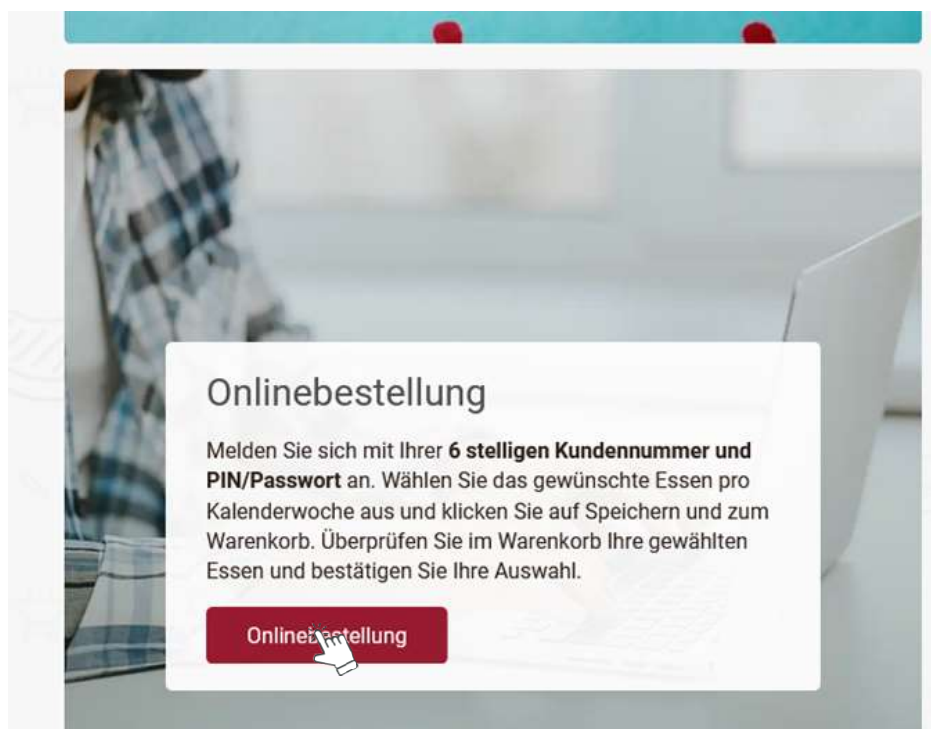 Onlinebestellung
Melden Sie sich mit Ihrer 6 stelligen Kundennummer und
PIN/Passwort an. Wählen Sie das gewünschte Essen pro
Kalenderwoche aus und klicken Sie auf Speichern und zum
Warenkorb. Überprüfen Sie im Warenkorb Ihre gewählten
Essen und bestätigen Sie Ihre Auswahl.
Onlinebestellung